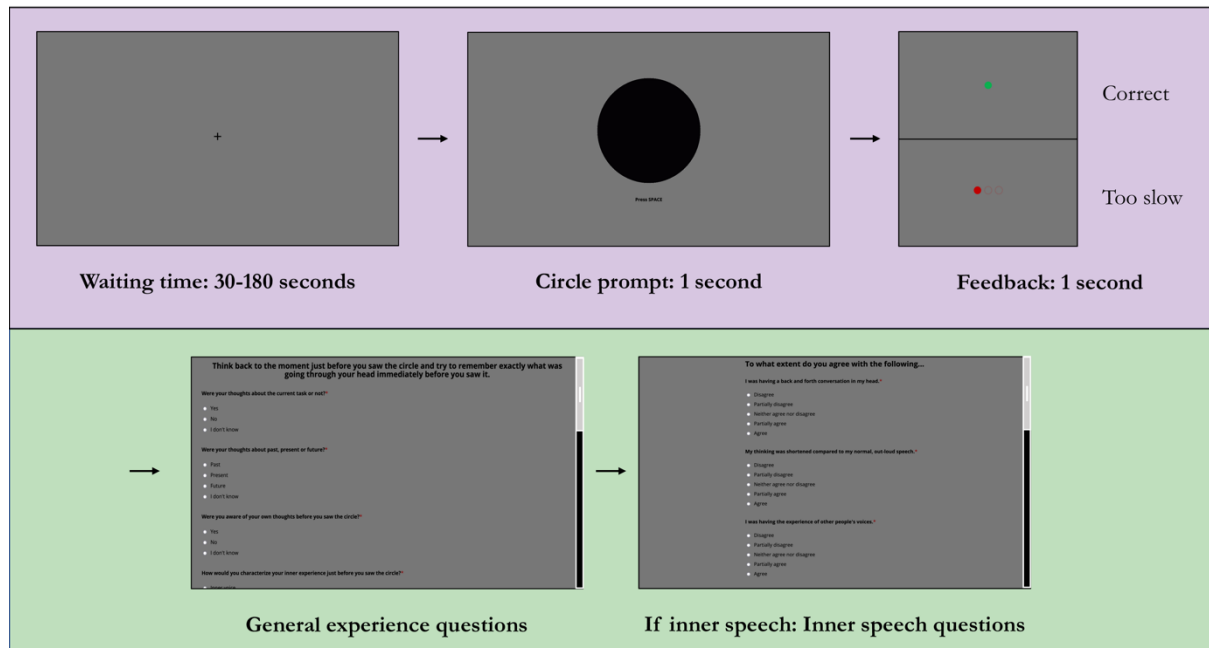 +
Press SPACE
Correct
Too slow
Waiting time: 30-180 seconds
Circle prompt: 1 second
Feedback: 1 second
Think back to the moment just before you saw the circle and try to remember exactly what was
going through your head immediately before you saw it.
Were your thoughts about the current task or not?*
Yes
No
I don't know
Were your thoughts about past, present or future?*
Past
Present
Future
I don't know
Were you aware of your own thoughts before you saw the circle?*
Yes
No
I don't know
How would you characterize your inner experience just before you saw the circle?*
To what extent do you agree with the following...
I was having a back and forth conversation in my head.*
Disagree
Partially disagree
Neither agree nor disagree
Partially agree
Agree
My thinking was shortened compared to my normal, out-loud speech.*
Disagree
Partially disagree
Neither agree nor disagree
Partially agree
Agree
I was having the experience of other people's voices.*
Disagree
Partially disagree
Neither agree nor disagree
Partially agree
Agree
General experience questions
If inner speech: Inner speech questions